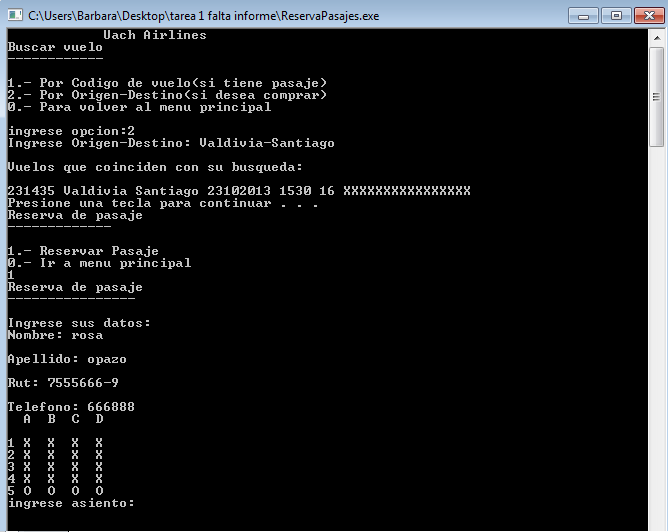 C:\Users\Barbara\Desktop\tarea 1 falta informe\ReservaPasajes.exe
Uach Airlines
Buscar vuelo
------------
1.- Por Codigo de vuelo(si tiene pasaje)
2.- Por Origen-Destino(si desea comprar)
0.- Para volver al menu principal
ingrese opcion:2
Ingrese Origen-Destino: Valdivia-Santiago
Vuelos que coinciden con su busqueda:
231435 Valdivia Santiago 23102013 1530 16 XXXXXXXXXXXXXXXX
Presione una tecla para continuar . . .
Reserva de pasaje
-------------
1.- Reservar Pasaje
0.- Ir a menu principal
1
Reserva de pasaje
----------------
Ingrese sus datos:
Nombre: rosa
Apellido: opazo
Rut: 7555666-9
Telefono: 666888
A B C D
1 X X X X
2 X X X X
3 X X X X
4 X X X X
5 O O O O
ingrese asiento: